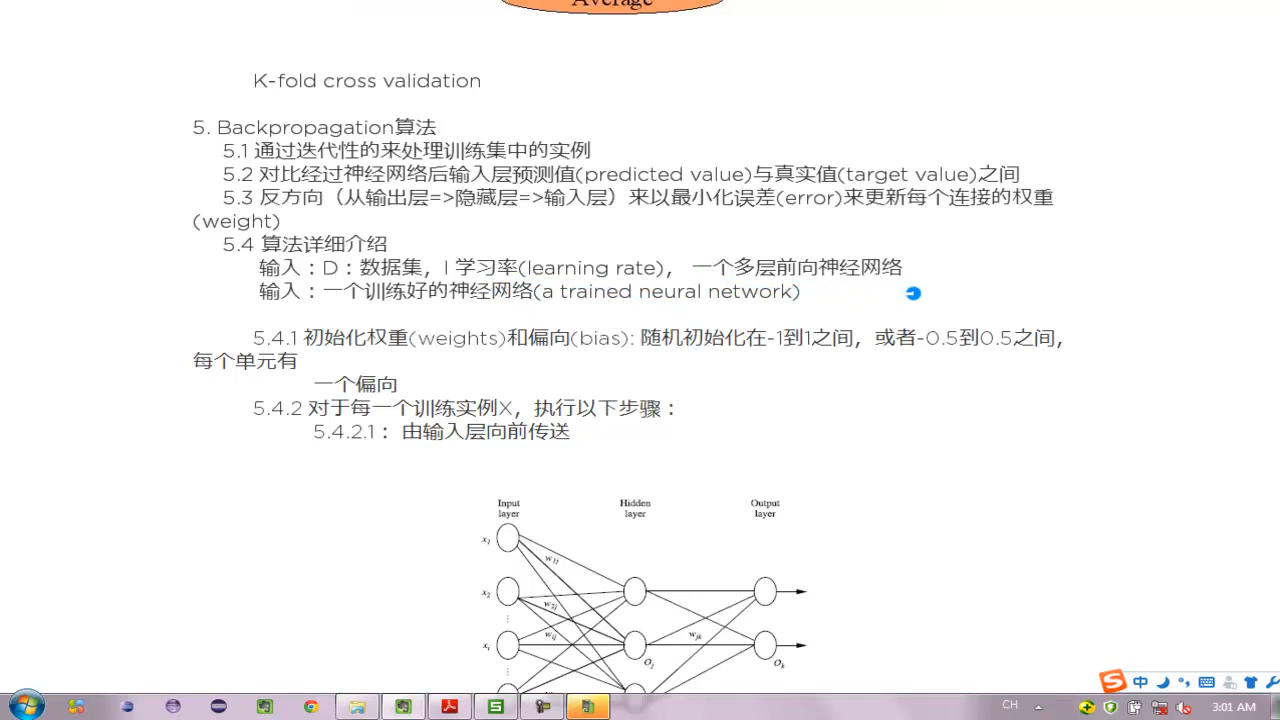 Average
K-fold cross validation
5. Backpropagation算法
5.1 通过迭代性的来处理训练集中的实例
5.2 对比经过神经网络后输入层预测值(predicted value)与真实值(target value)之间
5.3 反方向（从输出层=>隐藏层=>输入层）来以最小化误差(error)来更新每个连接的权重
(weight)
5.4 算法详细介绍
输入：D：数据集，l 学习率(learning rate)， 一个多层前向神经网络
输入：一个训练好的神经网络(a trained neural network)
5.4.1 初始化权重(weights)和偏向(bias): 随机初始化在-1到1之间，或者-0.5到0.5之间，
每个单元有
一个偏向
5.4.2 对于每一个训练实例X，执行以下步骤：
5.4.2.1： 由输入层向前传送
Input layer
Hidden layer
Output layer
x1
w1j
x2
w2j
xi
wij
wjk
Oj
Ok
中
CH
3:01 AM